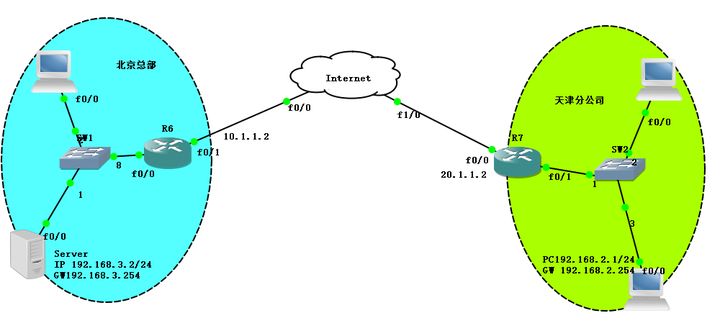 北京总部
f0/0
SW1
8
f0/0
R6
f0/1
10.1.1.2
1
f0/0
Server
IP 192.168.3.2/24
GW192.168.3.254
Internet
f0/0
f1/0
天津分公司
f0/0
R7
f0/0
20.1.1.2
f0/1
1
SW2
2
3
PC192.168.2.1/24
GW 192.168.2.254
f0/0